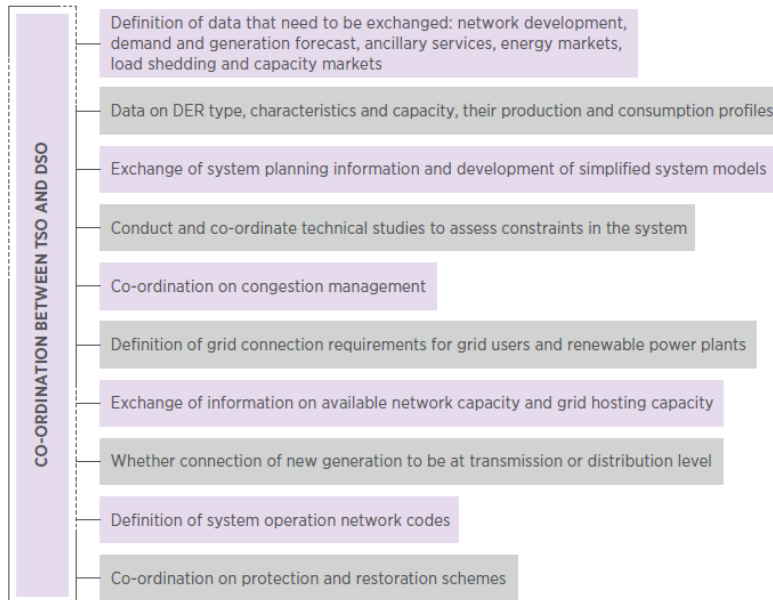 CO-ORDINATION BETWEEN TSO AND DSO
Definition of data that need to be exchanged: network development,
demand and generation forecast, ancillary services, energy markets,
load shedding and capacity markets
Data on DER type, characteristics and capacity, their production and consumption profiles
Exchange of system planning information and development of simplified system models
Conduct and co-ordinate technical studies to assess constraints in the system
Co-ordination on congestion management
Definition of grid connection requirements for grid users and renewable power plants
Exchange of information on available network capacity and grid hosting capacity
Whether connection of new generation to be at transmission or distribution level
Definition of system operation network codes
Co-ordination on protection and restoration schemes